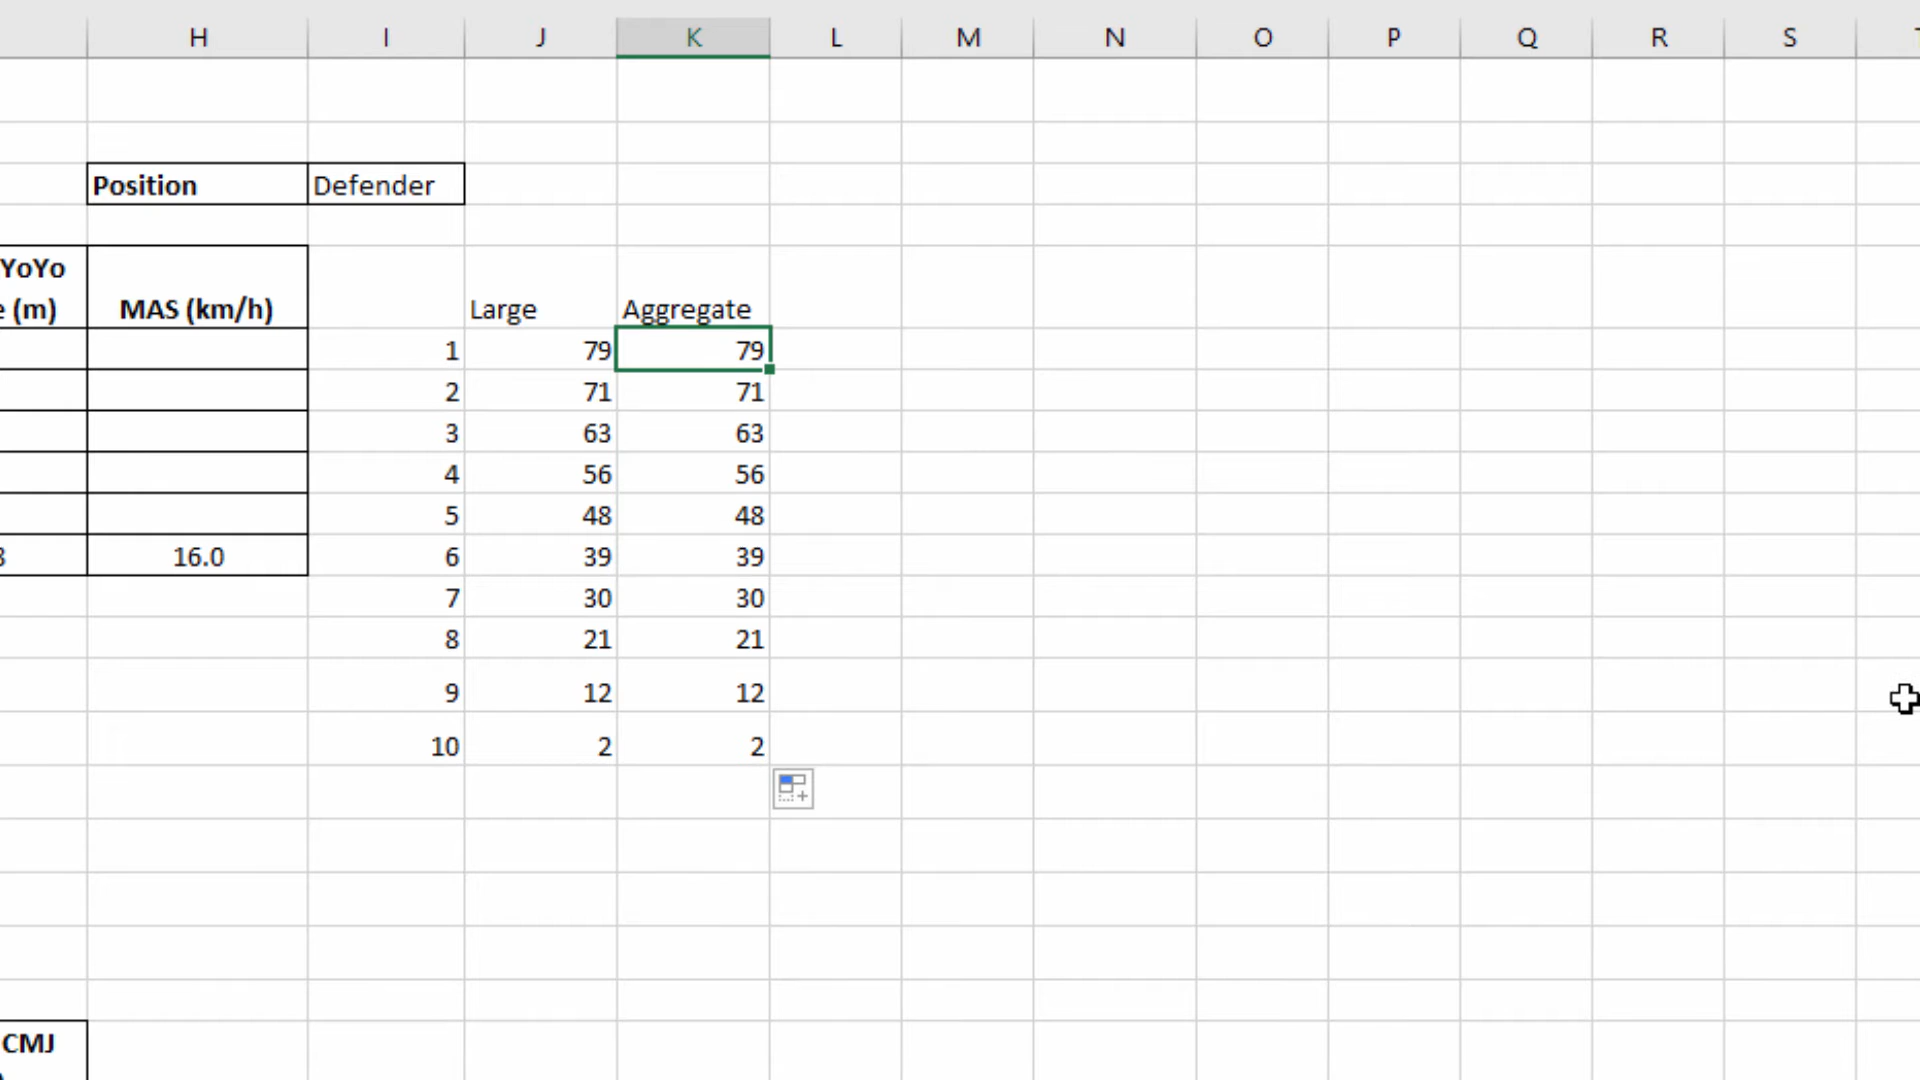 H I J K L M N O P Q R S
Position Defender
YoYo
(m) MAS (km/h) Large Aggregate
1 79 79
2 71 71
3 63 63
4 56 56
5 48 48
16.0 6 39 39
7 30 30
8 21 21
9 12 12
10 2 2
CMJ